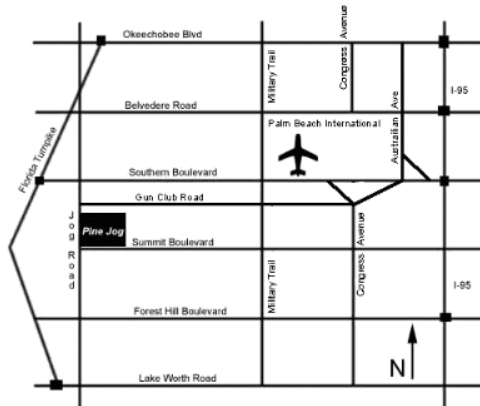 Okeechobee Blvd
Congress Avenue
Military Trail
I-95
Belvedere Road
Australian Ave
Palm Beach International
Florida Turnpike
Southern Boulevard
Gun Club Road
Jog Road
Pine Jog
Summit Boulevard
Congress Avenue
Military Trail
I-95
Forest Hill Boulevard
N
Lake Worth Road